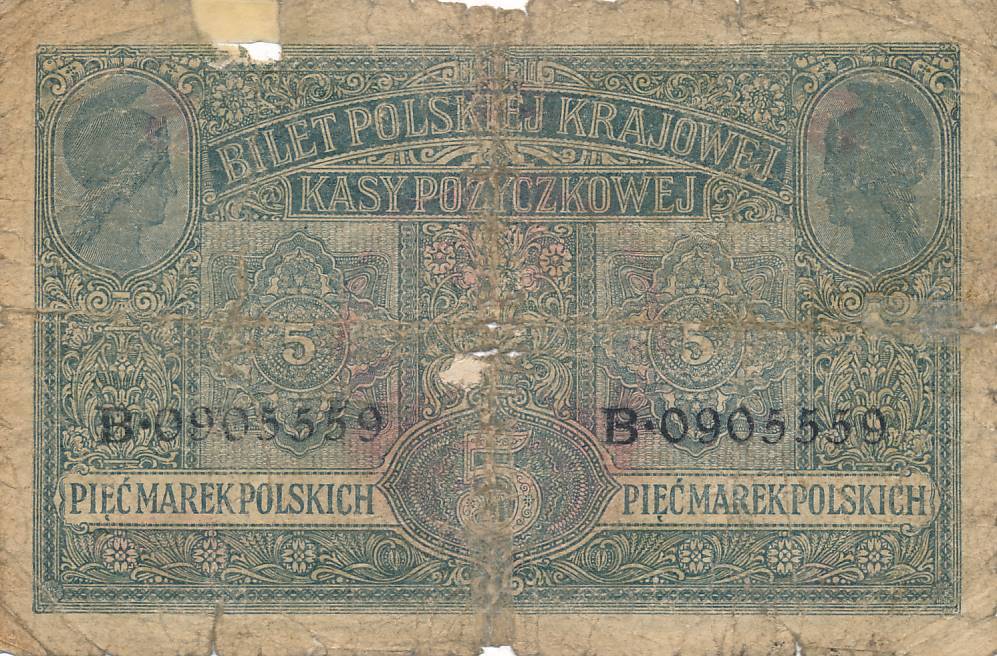 BILET POLSKIEJ KRAJOWEJ
KASY POŻYCZKOWEJ
5 5
B·0905559 B·0905559
5
PIĘĆ MAREK POLSKICH PIĘĆ MAREK POLSKICH